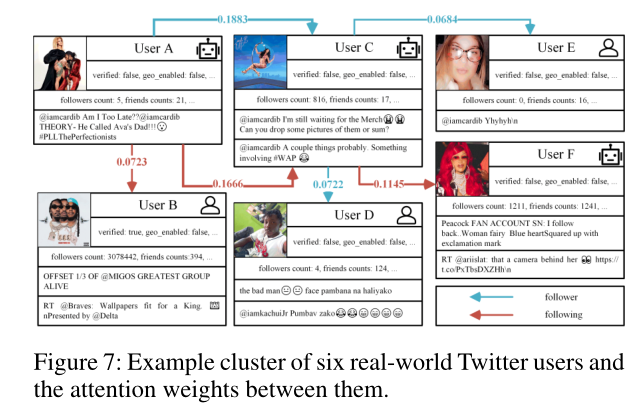 0.1883
0.0684
User A
verified: false, geo_enabled: false, ...
followers count: 5, friends counts: 21, ...
@iamcardib Am I Too Late??@iamcardib
THEORY- He Called Ava's Dad!!!😮
#PLLThePerfectionists
User C
verified: false, geo_enabled: false, ...
followers count: 816, friends counts: 17, ...
@iamcardib I'm still waiting for the Merch😫😫
Can you drop some pictures of them or sum?
@iamcardib A couple things probably. Something
involving #WAP 😂
User E
verified: false, geo_enabled: false, ...
followers count: 0, friends counts: 16, ...
@iamcardib Yhyhyh\n
0.0723
0.1666
0.0722
0.1145
User B
verified: true, geo_enabled: false, ...
followers count: 3078442, friends counts:394, ...
OFFSET 1/3 OF @MIGOS GREATEST GROUP
ALIVE
RT @Braves: Wallpapers fit for a King.
\nPresented by @Delta
User D
verified: false, geo_enabled: false, ...
followers count: 4, friends counts: 124, ...
the bad man😐😐 face pambana na haliyako
@iamkachuiJr Pumbav zako
User F
verified: false, geo_enabled: false, ...
followers count: 1211, friends counts: 1241, ...
Peacock FAN ACCOUNT SN: I follow
back..Woman fairy Blue heartSquared up with
exclamation mark
RT @ariislat: that a camera behind her 👀 https:/
t.co/PxTbsDXZHh\n
follower
following
Figure 7: Example cluster of six real-world Twitter users and
the attention weights between them.